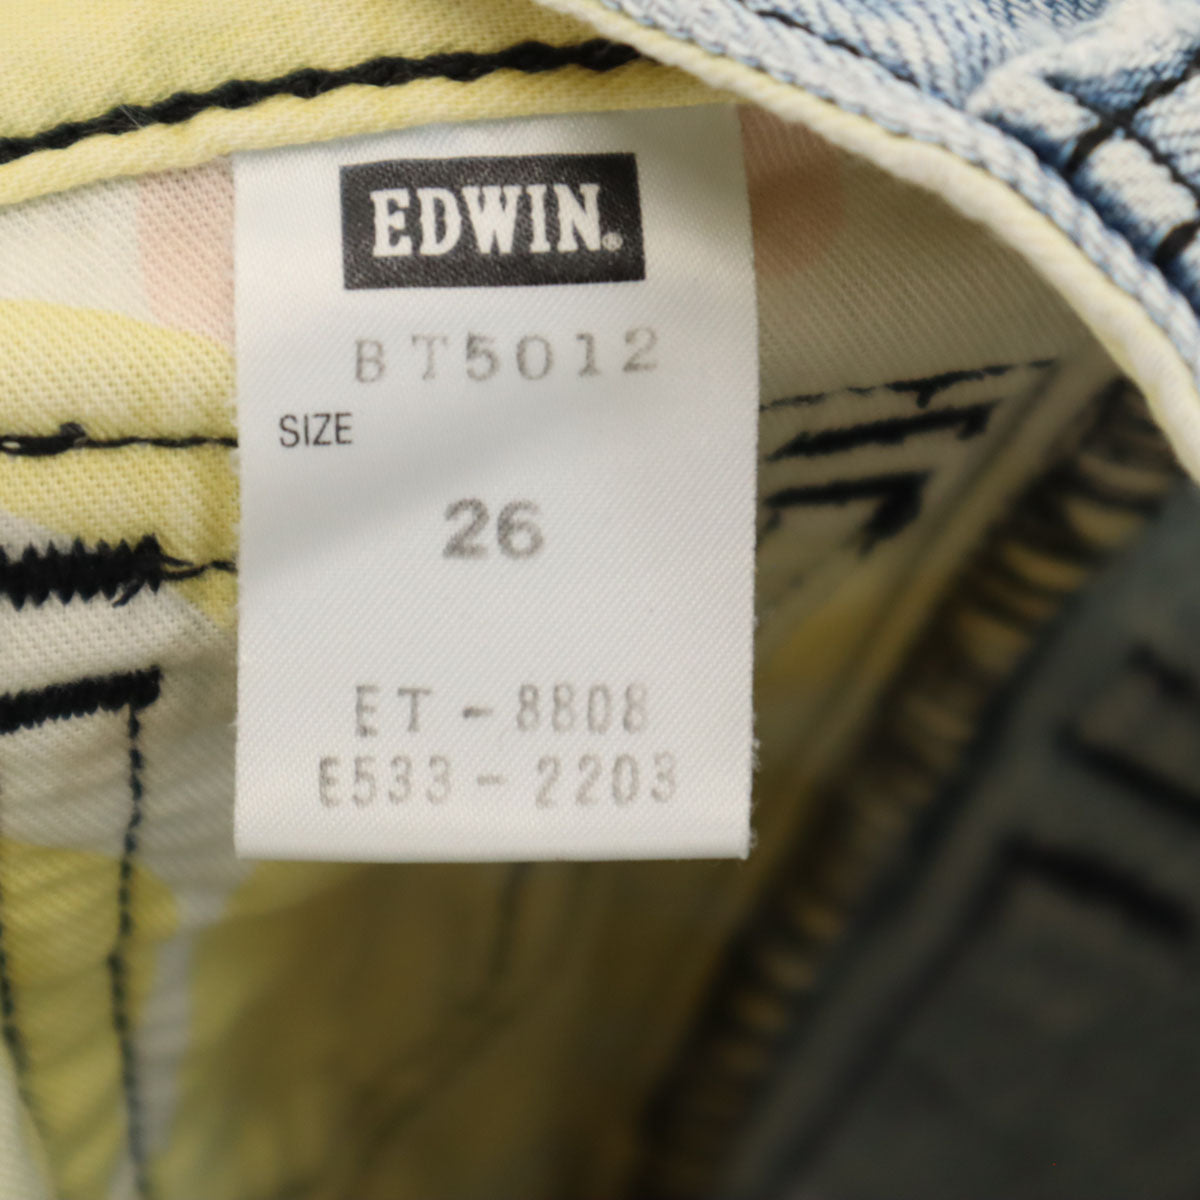 EDWIN®
BT5012
SIZE
26
ET-8808
E533-2203